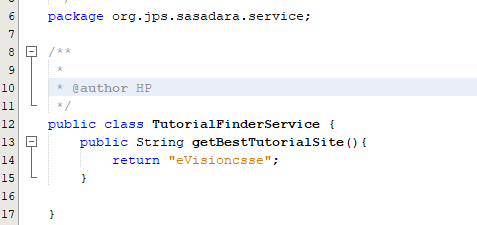 6 package org.jps.sasadara.service;
7
8 /**
9 *
10 * @author HP
11 */
12 public class TutorialFinderService {
13 public String getBestTutorialSite(){
14 return "eVisioncsse";
15 }
16
17 }